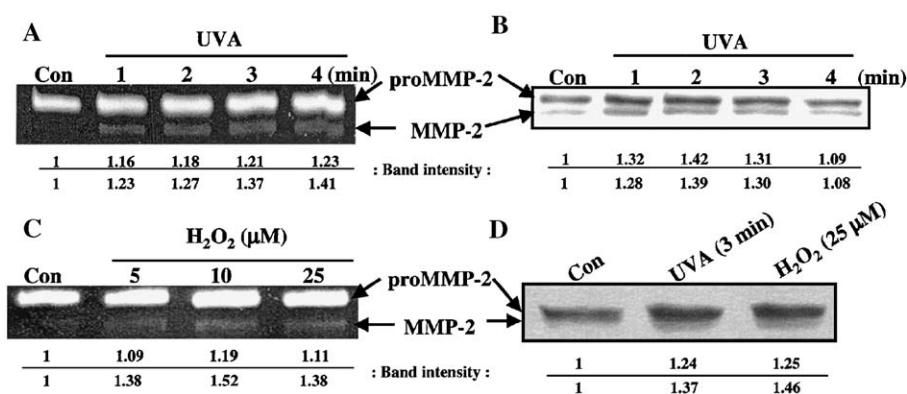 A
UVA
Con 1 2 3 4 (min)
proMMP-2
MMP-2
1 1.16 1.18 1.21 1.23
1 1.23 1.27 1.37 1.41
: Band intensity :
B
UVA
Con 1 2 3 4 (min)
1 1.32 1.42 1.31 1.09
1 1.28 1.39 1.30 1.08
C
H₂O₂ (μM)
Con 5 10 25
proMMP-2
MMP-2
1 1.09 1.19 1.11
1 1.38 1.52 1.38
: Band intensity :
D
Con UVA (3 min) H₂O₂ (25 μM)
1 1.24 1.25
1 1.37 1.46